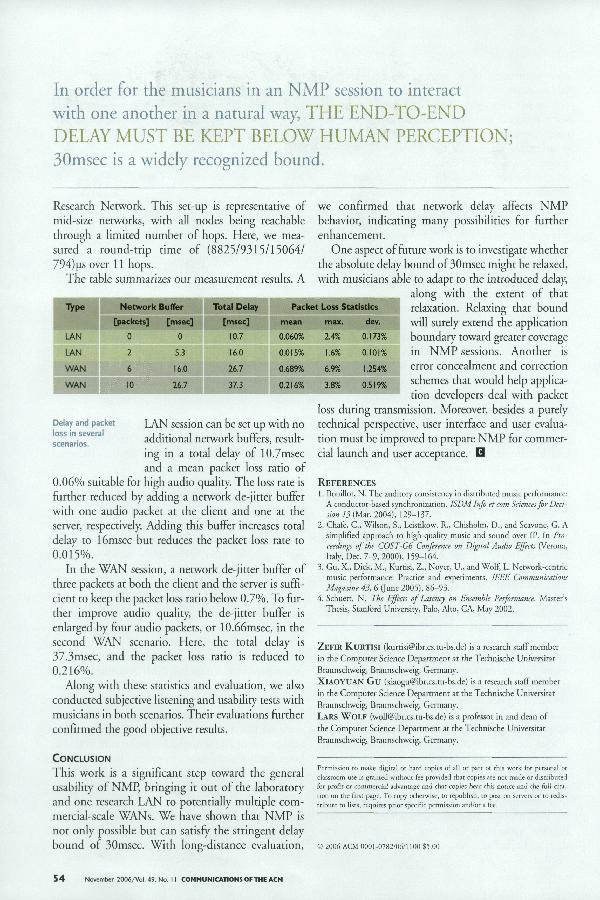 In order for the musicians in an NMP session to interact
with one another in a natural way, THE END-TO-END
DELAY MUST BE KEPT BELOW HUMAN PERCEPTION;
30msec is a widely recognized bound.
Research Network. This set-up is representative of
mid-size networks, with all nodes being reachable
through a limited number of hops. Here, we mea-
sured a round-trip time of (8825/9315/15064/
794)µs over 11 hops.
The table summarizes our measurement results. A
Type Network Buffer Total Delay Packet Loss Statistics
[packets] [msec] [msec] mean max. dev.
LAN 0 0 10.7 0.060% 2.4% 0.173%
LAN 2 5.3 16.0 0.015% 1.6% 0.101%
WAN 6 16.0 26.7 0.689% 6.9% 1.254%
WAN 10 26.7 37.3 0.216% 3.8% 0.519%
Delay and packet
loss in several
scenarios.
LAN session can be set up with no
additional network buffers, result-
ing in a total delay of 10.7msec
and a mean packet loss ratio of
0.06% suitable for high audio quality. The loss rate is
further reduced by adding a network de-jitter buffer
with one audio packet at the client and one at the
server, respectively. Adding this buffer increases total
delay to 16msec but reduces the packet loss rate to
0.015%.
In the WAN session, a network de-jitter buffer of
three packets at both the client and the server is suffi-
cient to keep the packet loss ratio below 0.7%. To fur-
ther improve audio quality, the de-jitter buffer is
enlarged by four audio packets, or 10.66msec, in the
second WAN scenario. Here, the total delay is
37.3msec, and the packet loss ratio is reduced to
0.216%.
Along with these statistics and evaluation, we also
conducted subjective listening and usability tests with
musicians in both scenarios. Their evaluations further
confirmed the good objective results.
CONCLUSION
This work is a significant step toward the general
usability of NMP, bringing it out of the laboratory
and one research LAN to potentially multiple com-
mercial-scale WANs. We have shown that NMP is
not only possible but can satisfy the stringent delay
bound of 30msec. With long-distance evaluation,
we confirmed that network delay affects NMP
behavior, indicating many possibilities for further
enhancement.
One aspect of future work is to investigate whether
the absolute delay bound of 30msec might be relaxed,
with musicians able to adapt to the introduced delay,
along with the extent of that
relaxation. Relaxing that bound
will surely extend the application
boundary toward greater coverage
in NMP sessions. Another is
error concealment and correction
schemes that would help applica-
tion developers deal with packet
loss during transmission. Moreover, besides a purely
technical perspective, user interface and user evalua-
tion must be improved to prepare NMP for commer-
cial launch and user acceptance. C
REFERENCES
1. Bouillot, N. The auditory consistency in distributed music performance:
A conductor-based synchronization. ISDM Info et com Sciences for Deci-
sion 13 (Mar. 2004), 129–137.
2. Chafe, C., Wilson, S., Leistikow, R., Chisholm, D., and Scavone, G. A
simplified approach to high quality music and sound over IP. In Pro-
ceedings of the COST-G6 Conference on Digital Audio Effects (Verona,
Italy, Dec. 7–9, 2000), 159–164.
3. Gu, X., Dick, M., Kurtisi, Z., Noyer, U., and Wolf, L. Network-centric
music performance: Practice and experiments. IEEE Communications
Magazine 43, 6 (June 2005), 86–93.
4. Schuett, N. The Effects of Latency on Ensemble Performance. Master's
Thesis, Stanford University, Palo, Alto, CA, May 2002.
ZEFIR KURTISI (kurtisi@ibr.cs.tu-bs.de) is a research staff member
in the Computer Science Department at the Technische Universitat
Braunschweig, Braunschweig, Germany.
XIAOYUAN GU (xiaogu@ibr.cs.tu-bs.de) is a research staff member
in the Computer Science Department at the Technische Universitat
Braunschweig, Braunschweig, Germany.
LARS WOLF (wolf@ibr.cs.tu-bs.de) is a professor in and dean of
the Computer Science Department at the Technische Universitat
Braunschweig, Braunschweig, Germany.
Permission to make digital or hard copies of all or part of this work for personal or
classroom use is granted without fee provided that copies are not made or distributed
for profit or commercial advantage and that copies bear this notice and the full cita-
tion on the first page. To copy otherwise, to republish, to post on servers or to redis-
tribute to lists, requires prior specific permission and/or a fee.
© 2006 ACM 0001-0782/06/1100 $5.00
54 November 2006/Vol. 49, No. 11 COMMUNICATIONS OF THE ACM